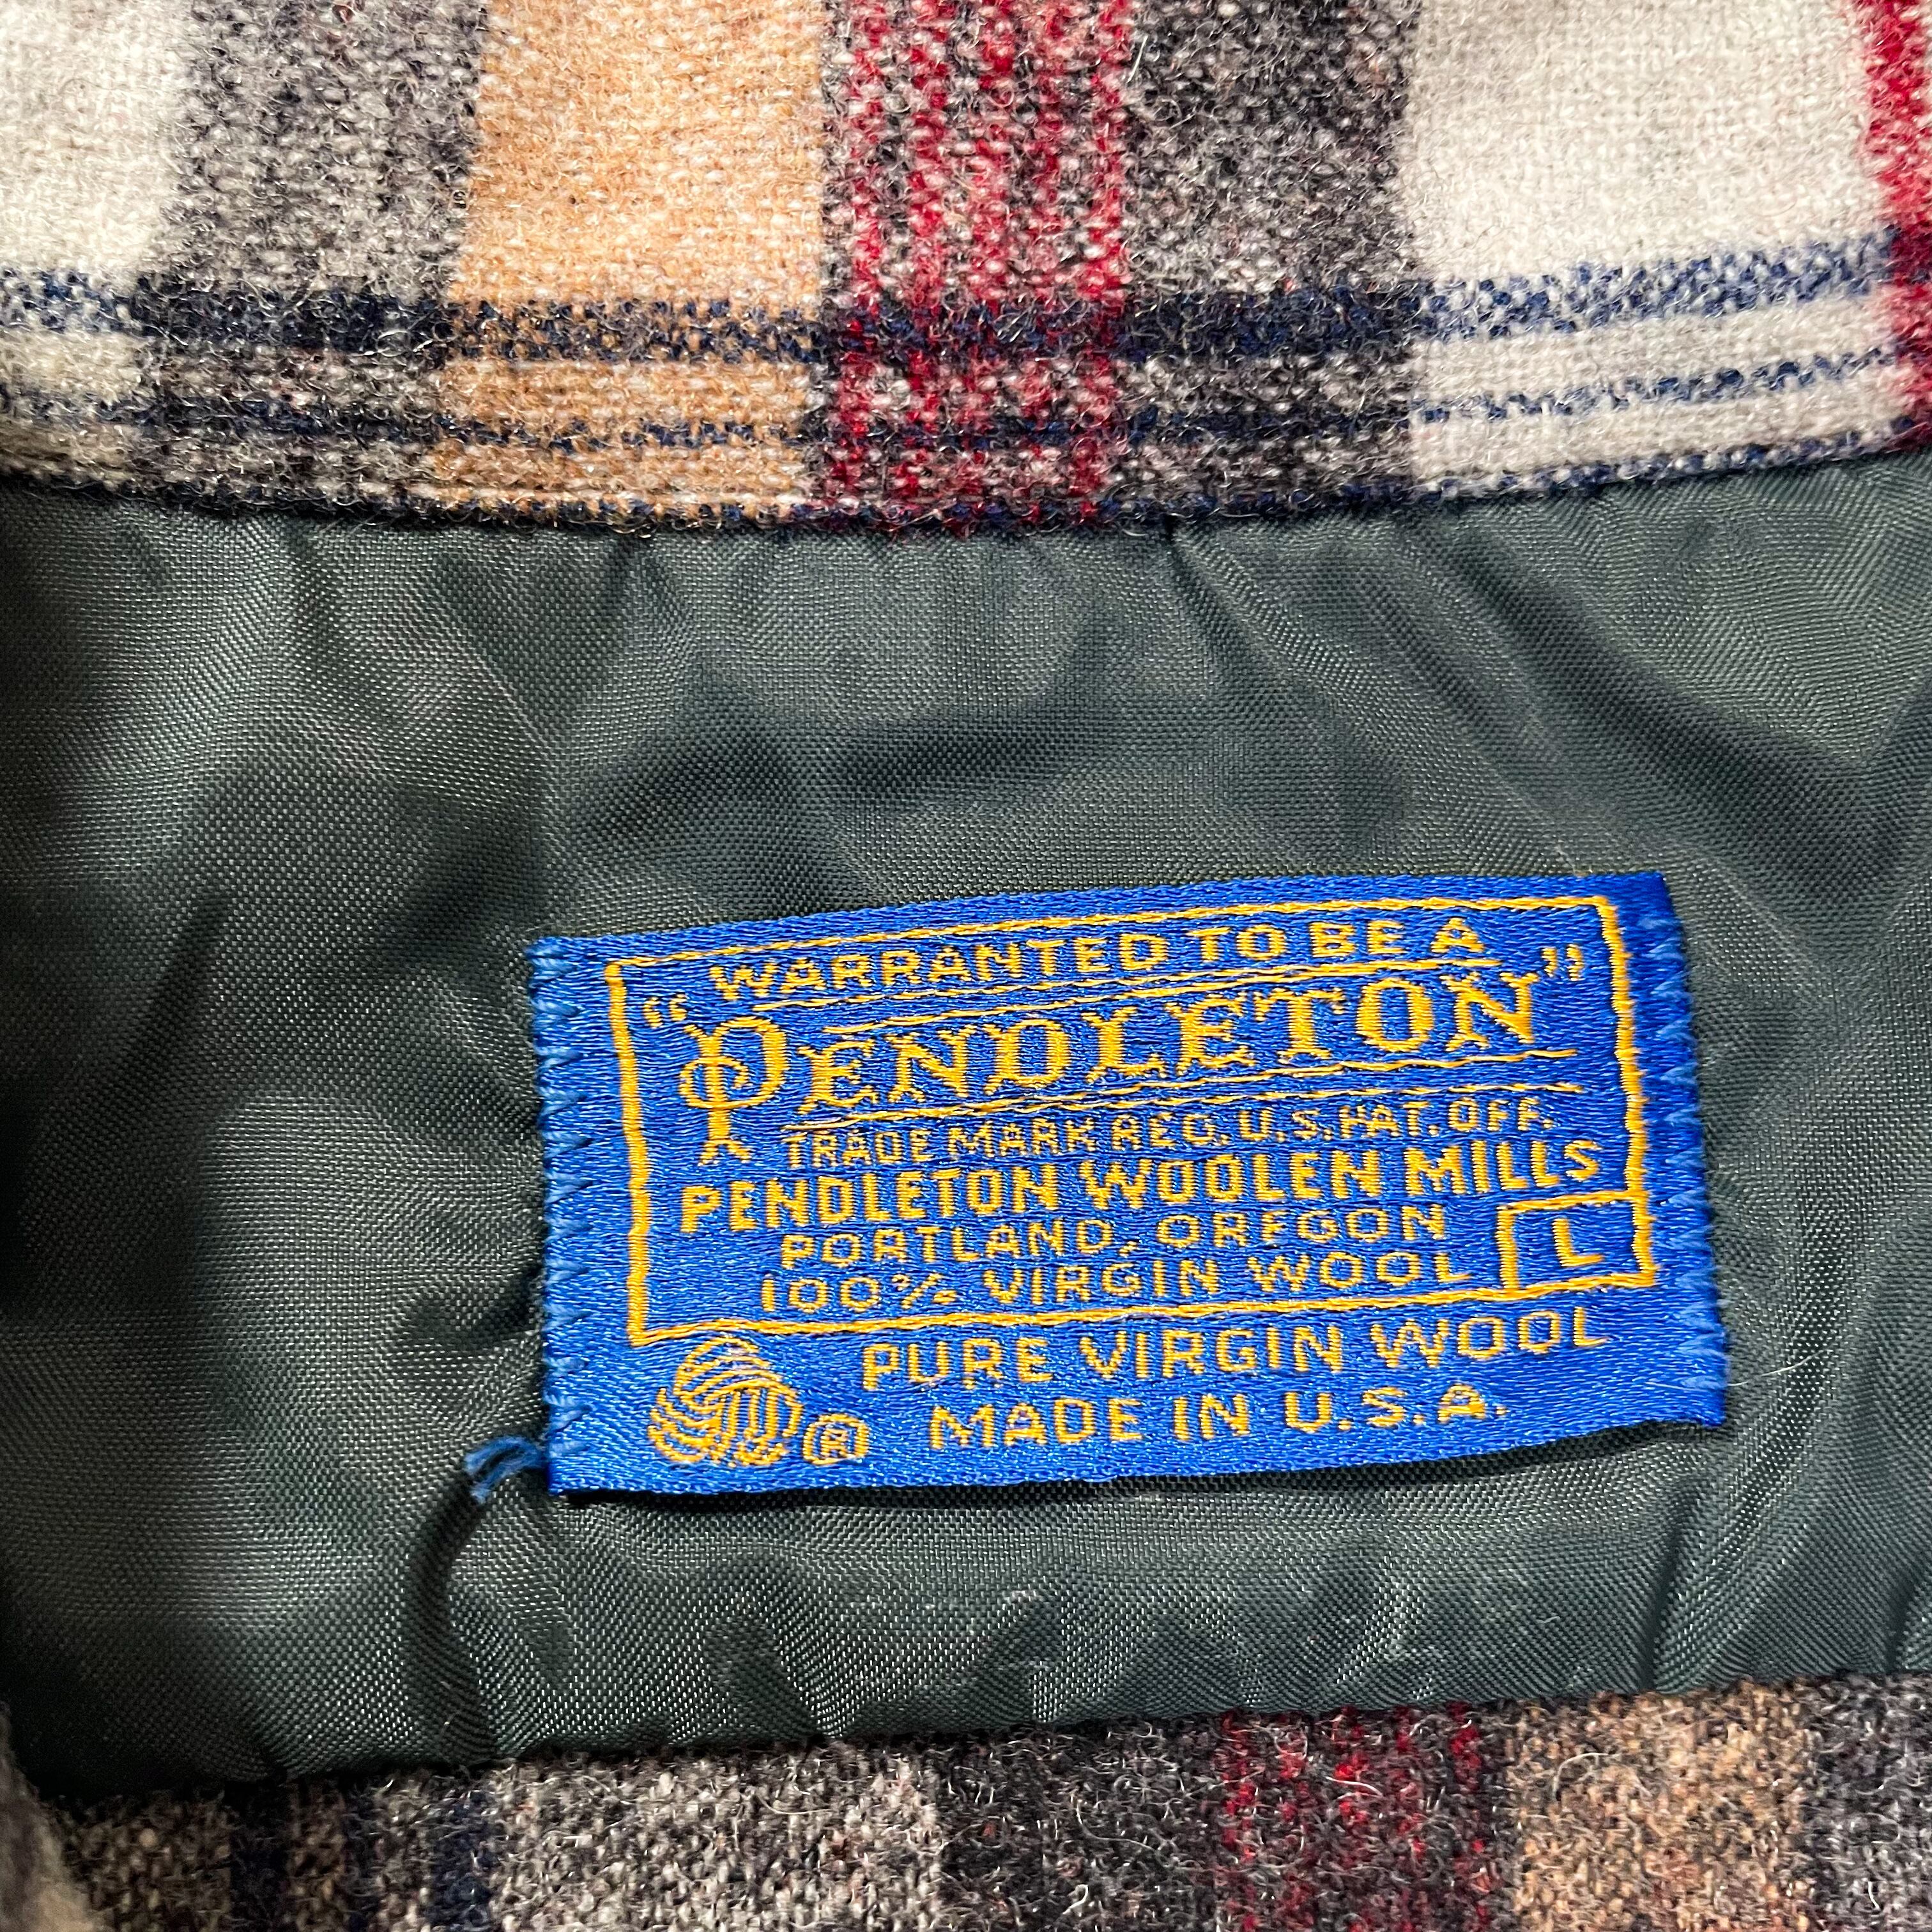 WARRANTED TO BE A
"PENDLETON"
TRADE MARK REG. U.S. PAT. OFF.
PENDLETON WOOLEN MILLS
PORTLAND, OREGON
100% VIRGIN WOOL L
PURE VIRGIN WOOL
® MADE IN U.S.A.